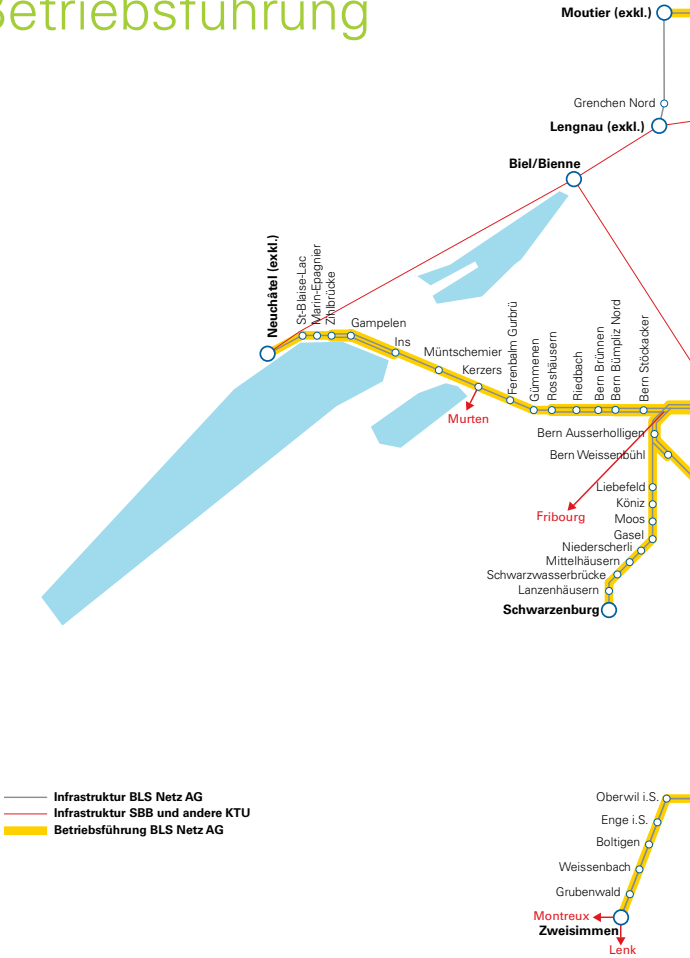 Betriebsführung
Moutier (exkl.)
Grenchen Nord
Lengnau (exkl.)
Biel/Bienne
Neuchâtel (exkl.)
St-Blaise-Lac
Marin-Epagnier
Zihlbrücke
Gampelen
Ins
Müntschemier
Kerzers
Murten
Ferenbalm Gurbrü
Gümmenen
Rosshäusern
Riedbach
Bern Brünnen
Bern Bümpliz Nord
Bern Stöckacker
Bern Ausserholligen
Bern Weissenbühl
Liebefeld
Köniz
Fribourg
Moos
Gasel
Niederscherli
Mittelhäusern
Schwarzwasserbrücke
Lanzenhäusern
Schwarzenburg
Infrastruktur BLS Netz AG
Infrastruktur SBB und andere KTU
Betriebsführung BLS Netz AG
Oberwil i.S.
Enge i.S.
Boltigen
Weissenbach
Grubenwald
Montreux
Zweisimmen
Lenk